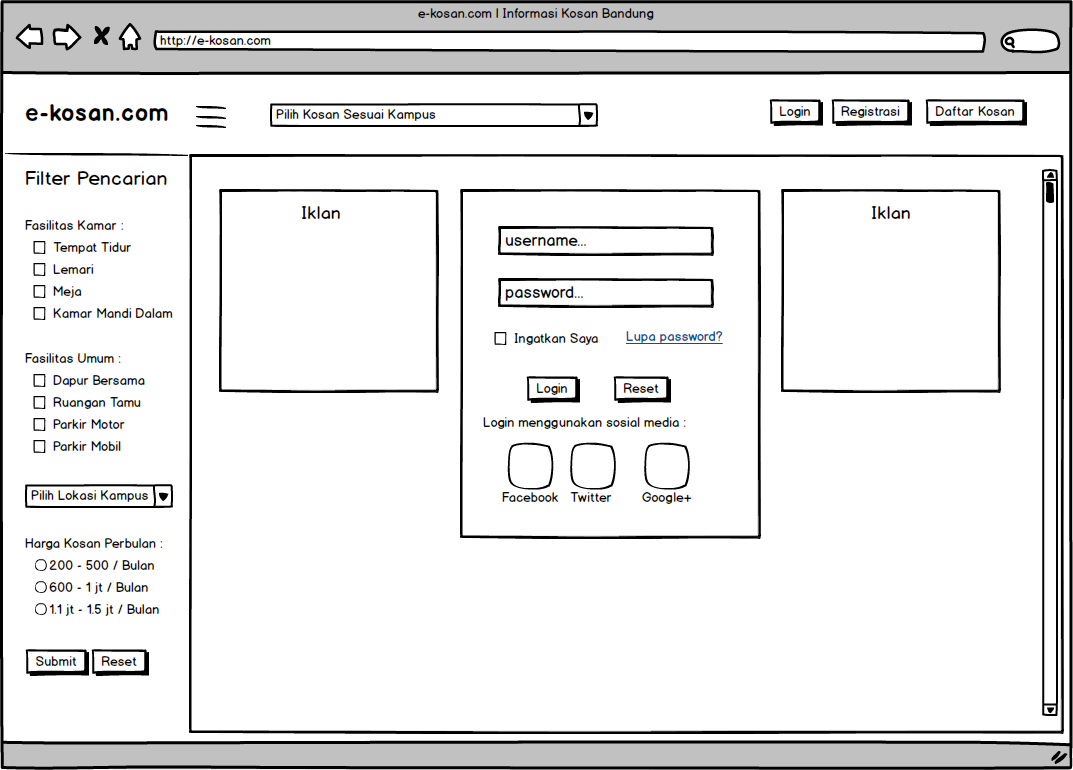 e-kosan.com | Informasi Kosan Bandung
http://e-kosan.com
e-kosan.com
Pilih Kosan Sesuai Kampus
Login
Registrasi
Daftar Kosan
Filter Pencarian
Fasilitas Kamar :
Tempat Tidur
Lemari
Meja
Kamar Mandi Dalam
Fasilitas Umum :
Dapur Bersama
Ruangan Tamu
Parkir Motor
Parkir Mobil
Pilih Lokasi Kampus
Harga Kosan Perbulan :
200 - 500 / Bulan
600 - 1 jt / Bulan
1.1 jt - 1.5 jt / Bulan
Submit
Reset
Iklan
username...
password...
Ingatkan Saya
Lupa password?
Login
Reset
Login menggunakan sosial media :
Facebook
Twitter
Google+
Iklan